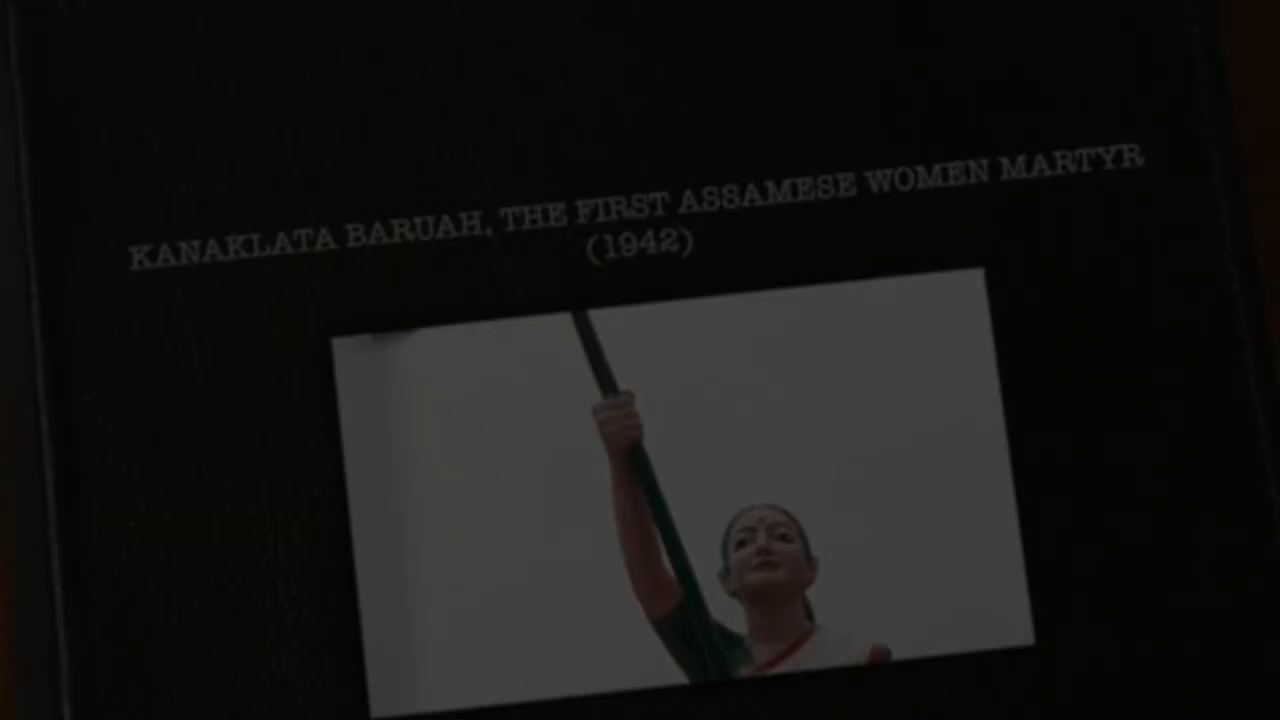 KANAKLATA BARUAH, THE FIRST ASSAMESE WOMEN MARTYR
(1942)